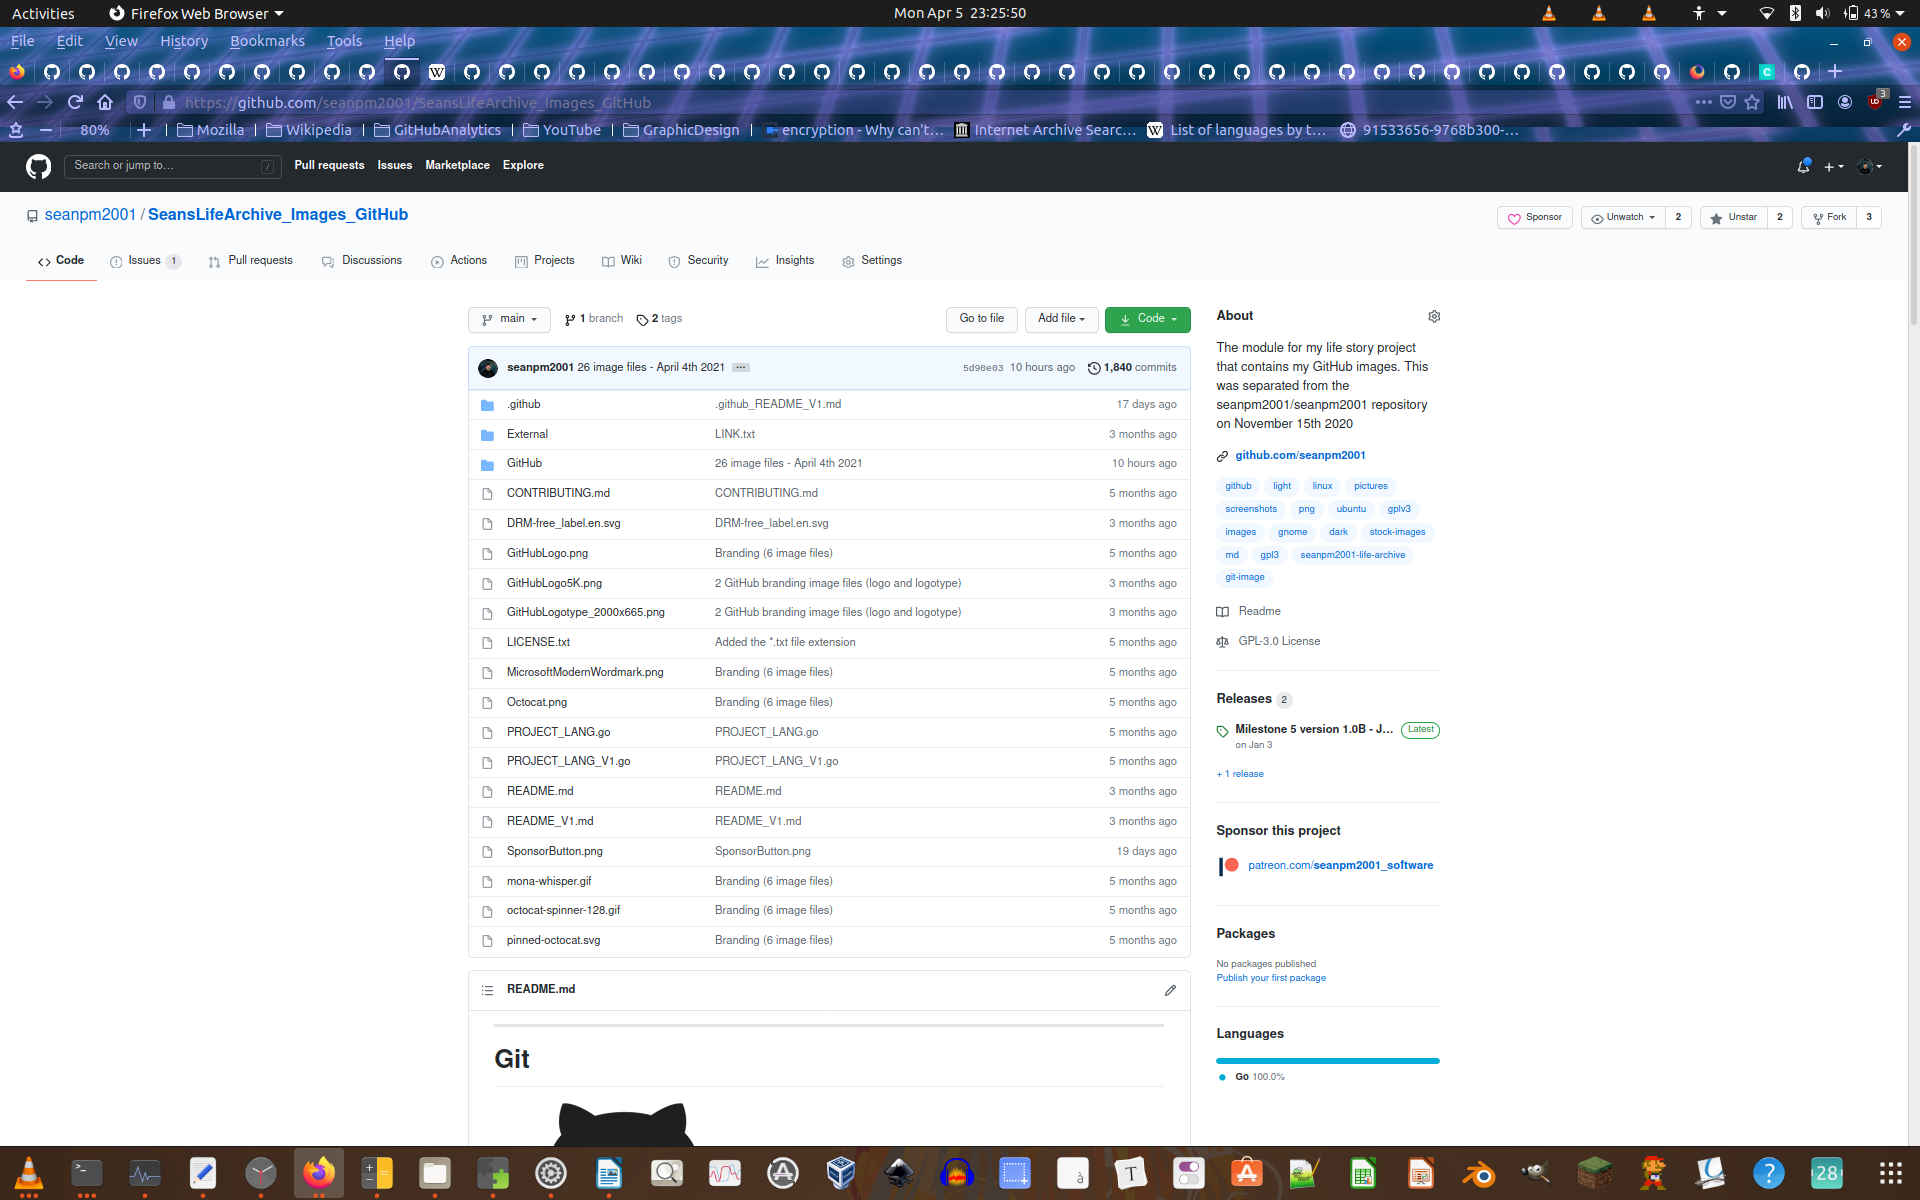 Activities
Firefox Web Browser
Mon Apr 5 23:25:50
43 %
File Edit View History Bookmarks Tools Help
https://github.com/seanpm2001/SeansLifeArchive_Images_GitHub
3
80%
Mozilla
Wikipedia
GitHubAnalytics
YouTube
GraphicDesign
encryption - Why can't...
Internet Archive Searc...
List of languages by t...
91533656-9768b300-...
Search or jump to...
/
Pull requests Issues Marketplace Explore
seanpm2001 / SeansLifeArchive_Images_GitHub
Sponsor
Unwatch 2
Unstar 2
Fork 3
Code
Issues 1
Pull requests
Discussions
Actions
Projects
Wiki
Security
Insights
Settings
main
1 branch
2 tags
Go to file
Add file
Code
seanpm2001 26 image files - April 4th 2021 ...
5d90e03 10 hours ago
1,840 commits
.github .github_README_V1.md 17 days ago
External LINK.txt 3 months ago
GitHub 26 image files - April 4th 2021 10 hours ago
CONTRIBUTING.md CONTRIBUTING.md 5 months ago
DRM-free_label.en.svg DRM-free_label.en.svg 3 months ago
GitHubLogo.png Branding (6 image files) 5 months ago
GitHubLogo5K.png 2 GitHub branding image files (logo and logotype) 3 months ago
GitHubLogotype_2000x665.png 2 GitHub branding image files (logo and logotype) 3 months ago
LICENSE.txt Added the *.txt file extension 5 months ago
MicrosoftModernWordmark.png Branding (6 image files) 5 months ago
Octocat.png Branding (6 image files) 5 months ago
PROJECT_LANG.go PROJECT_LANG.go 5 months ago
PROJECT_LANG_V1.go PROJECT_LANG_V1.go 5 months ago
README.md README.md 3 months ago
README_V1.md README_V1.md 3 months ago
SponsorButton.png SponsorButton.png 19 days ago
mona-whisper.gif Branding (6 image files) 5 months ago
octocat-spinner-128.gif Branding (6 image files) 5 months ago
pinned-octocat.svg Branding (6 image files) 5 months ago
README.md
Git
About
The module for my life story project
that contains my GitHub images. This
was separated from the
seanpm2001/seanpm2001 repository
on November 15th 2020
github.com/seanpm2001
github light linux pictures
screenshots png ubuntu gplv3
images gnome dark stock-images
md gpl3 seanpm2001-life-archive
git-image
Readme
GPL-3.0 License
Releases 2
Milestone 5 version 1.0B - J... Latest
on Jan 3
+ 1 release
Sponsor this project
patreon.com/seanpm2001_software
Packages
No packages published
Publish your first package
Languages
Go 100.0%
28